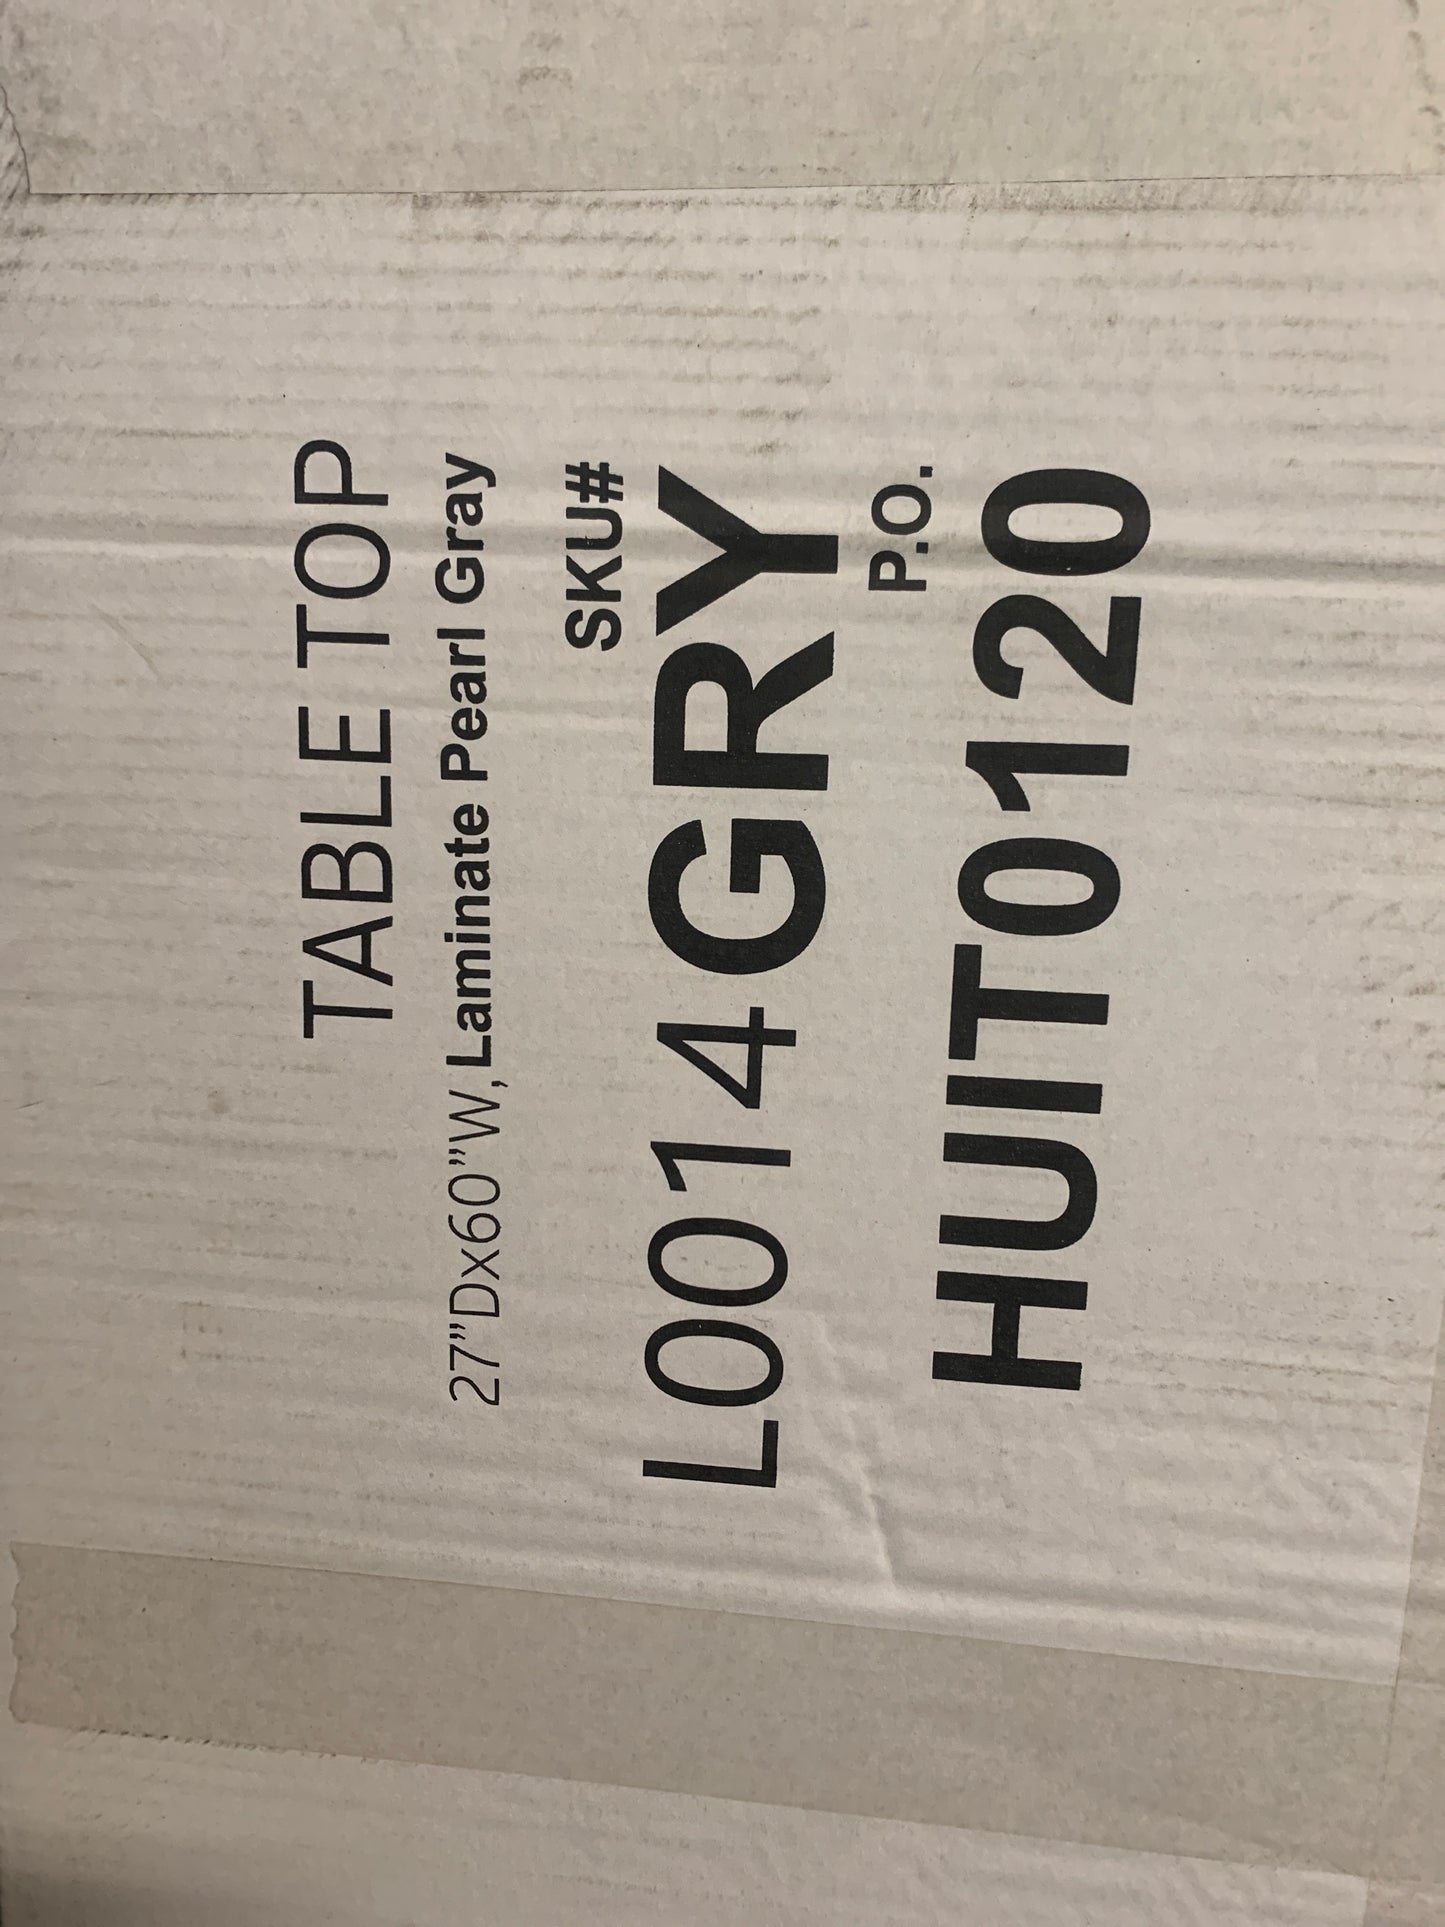 TABLE TOP
27”Dx60”W, Laminate Pearl Gray
SKU#
L0014GRY
P.O.
HUIT0120